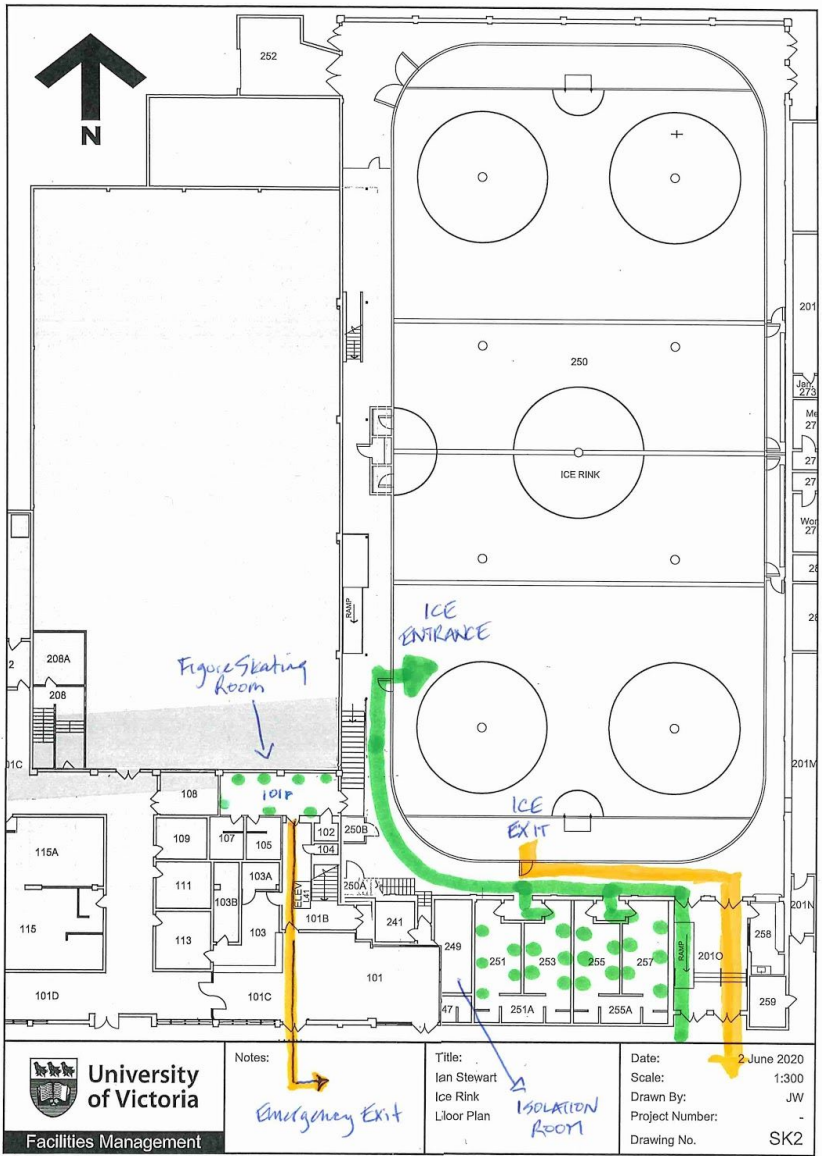 252
N
201
250
Jan.
273
Me
27
ICE RINK
27
27
Wor
27
28
28
RAMP
ICE
ENTRANCE
208A
2
208
Figure Skating
Room
01C
201M
108
101P
ICE
EXIT
109
107
105
102
250B
104
115A
111
103A
103B
ELEV
L41
250A
101B
241
201N
115
113
103
249
251
253
255
257
RAMP
201O
258
101
101D
101C
47
251A
255A
259
University
of Victoria
Facilities Management
Notes:
Emergency Exit
Title:
Ian Stewart
Ice Rink
Liloor Plan
ISOLATION
ROOM
Date: 2 June 2020
Scale: 1:300
Drawn By: JW
Project Number: -
Drawing No. SK2